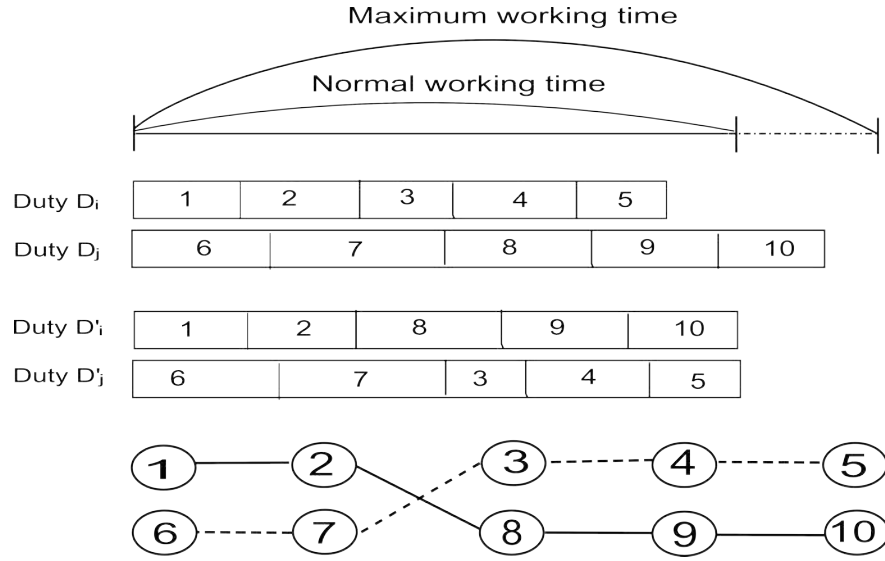 Maximum working time
Normal working time
Duty Dᵢ 1 2 3 4 5
Duty Dⱼ 6 7 8 9 10
Duty D'ᵢ 1 2 8 9 10
Duty D'ⱼ 6 7 3 4 5
1 2 3 4 5
6 7 8 9 10